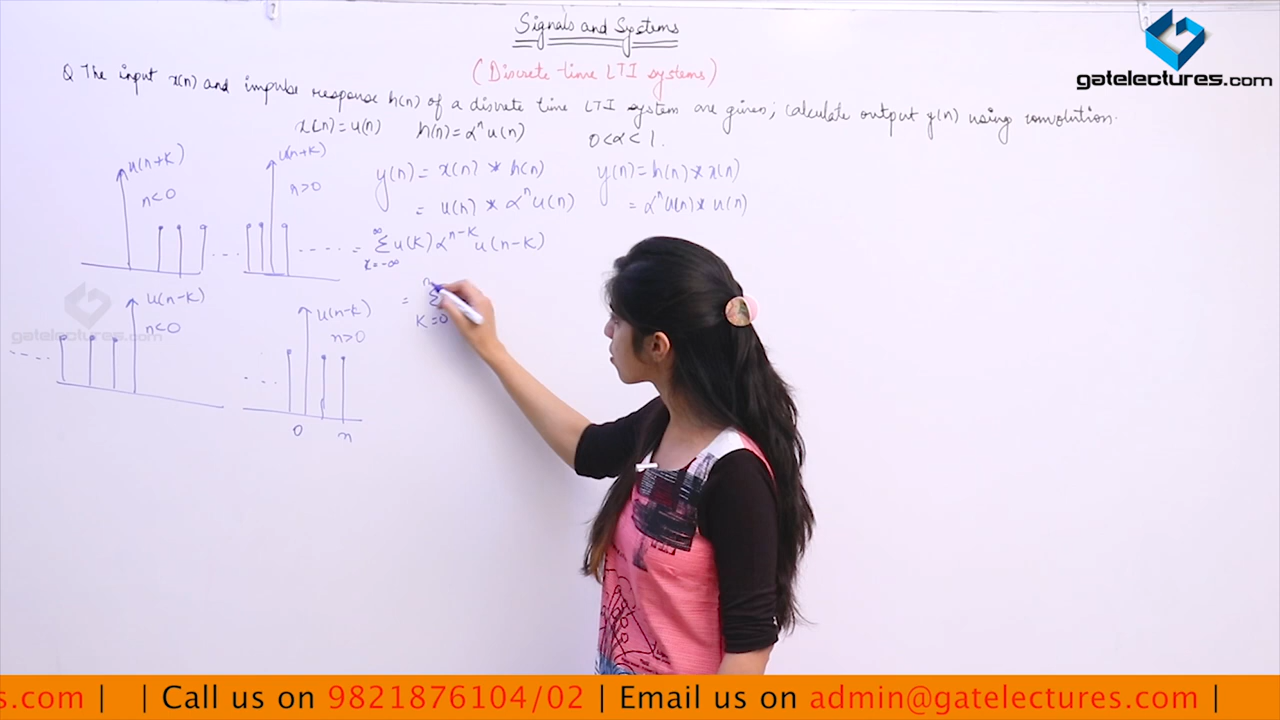 Signals and Systems
(Discrete time LTI systems)
gatelectures.com
Q The input x(n) and impulse response h(n) of a discrete time LTI system are given; calculate output y(n) using convolution.
x(n) = u(n) h(n) = α^n u(n) 0 < α < 1.
u(n+k)
n<0
u(n+k)
n>0
y(n) = x(n) * h(n)
= u(n) * α^n u(n)
= ∞ Σ k=-∞ u(k) α^(n-k) u(n-k)
= n Σ K=0
y(n) = h(n) * x(n)
= α^n u(n) * u(n)
u(n-k)
n<0
gatelectures.com
u(n-k)
n>0
0 n
s.com | | Call us on 9821876104/02 | Email us on admin@gatelectures.com |